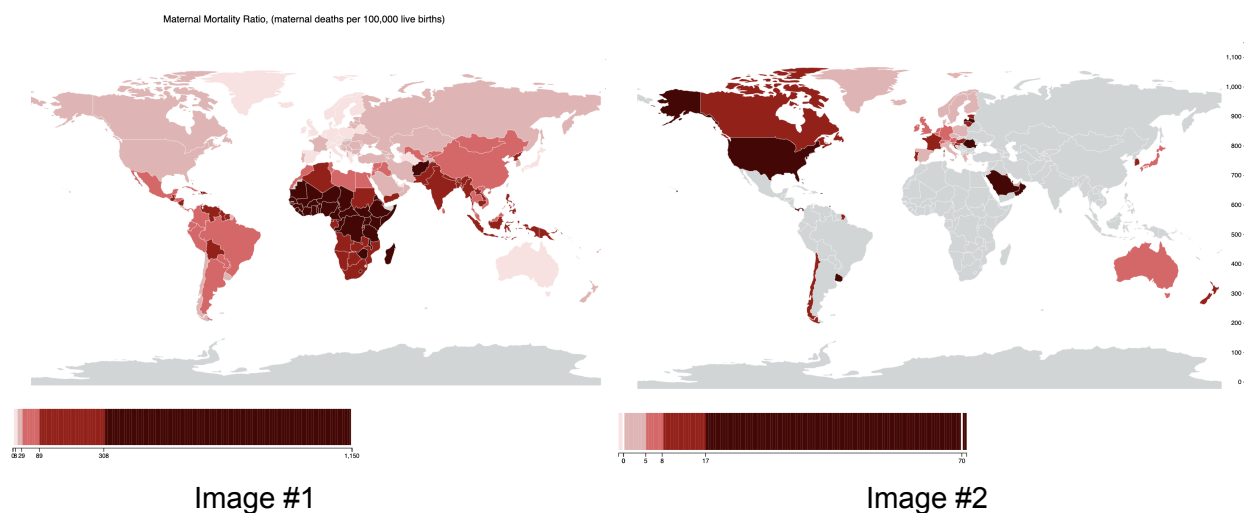 Maternal Mortality Ratio, (maternal deaths per 100,000 live births)
1,100
1,000
900
800
700
600
500
400
300
200
100
0
0 8 29 89 308 1,150
0 5 8 17 70
Image #1
Image #2